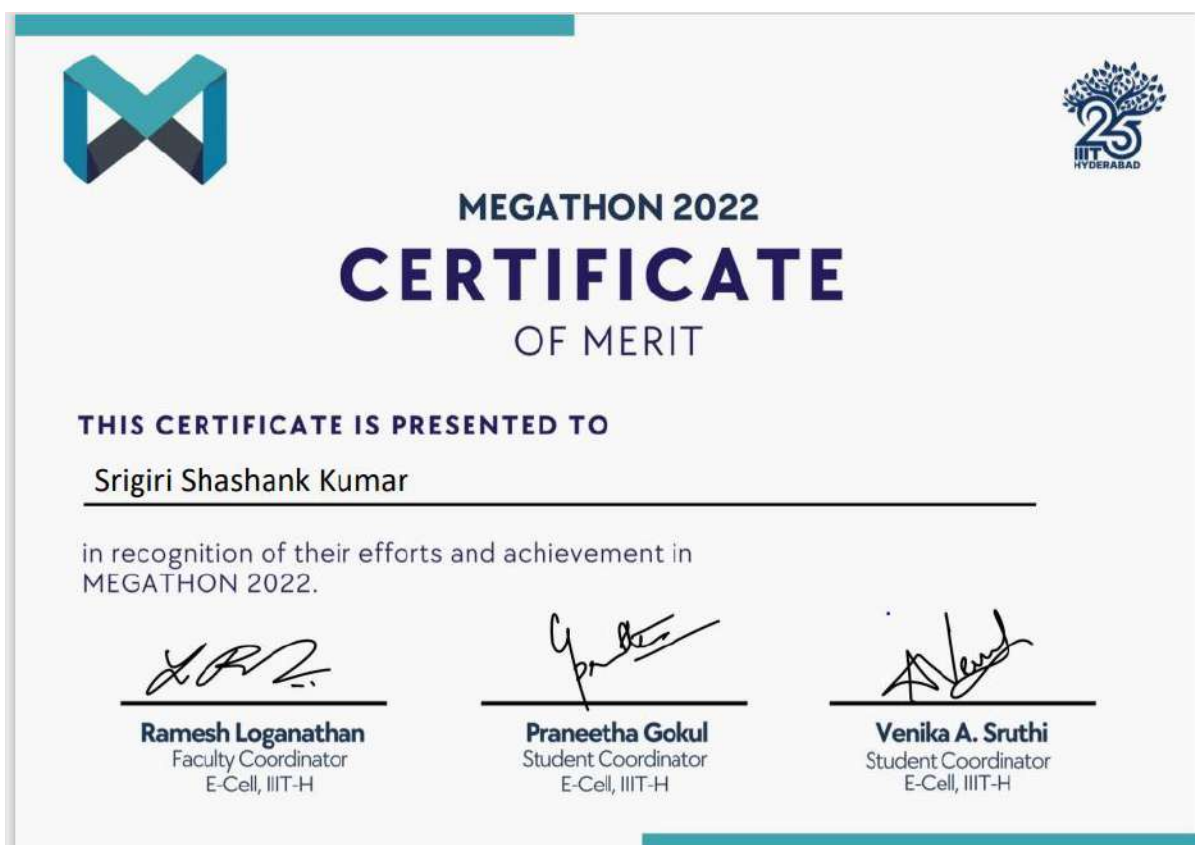 25
IIIT
HYDERABAD
MEGATHON 2022
CERTIFICATE
OF MERIT
THIS CERTIFICATE IS PRESENTED TO
Srigiri Shashank Kumar
in recognition of their efforts and achievement in
MEGATHON 2022.
Ramesh Loganathan
Faculty Coordinator
E-Cell, IIIT-H
Praneetha Gokul
Student Coordinator
E-Cell, IIIT-H
Venika A. Sruthi
Student Coordinator
E-Cell, IIIT-H